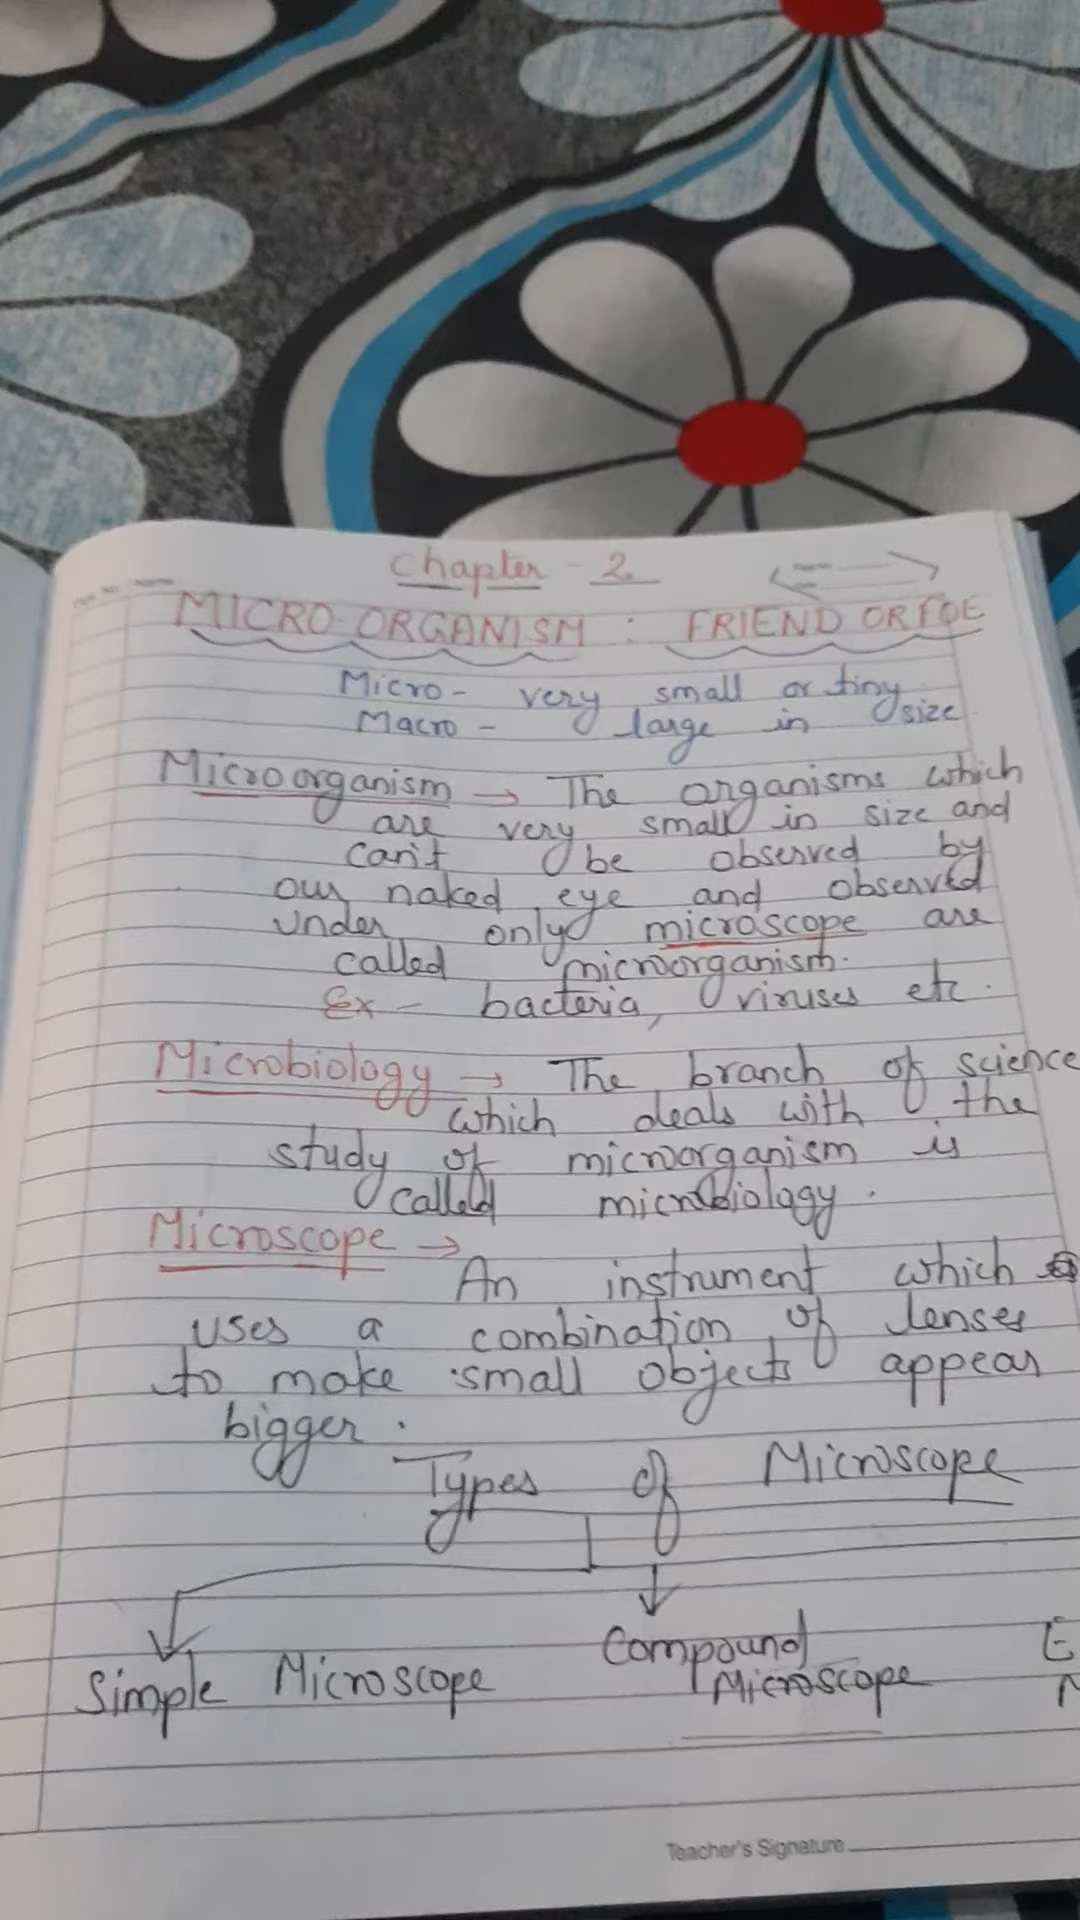 Chapter - 2
MICRO ORGANISM : FRIEND OR FOE
Micro - very small or tiny
Macro - large in size
Microorganism → The organisms which
are very small in size and
can't be observed by
our naked eye and observed
under only microscope are
called microorganism.
Ex - bacteria, viruses etc.
Microbiology → The branch of science
which deals with the
study of microorganism is
called microbiology.
Microscope →
An instrument which
uses a combination of lenses
to make small objects appear
bigger.
Types of Microscope
Simple Microscope
Compound
Microscope
E
M
Teacher's Signature